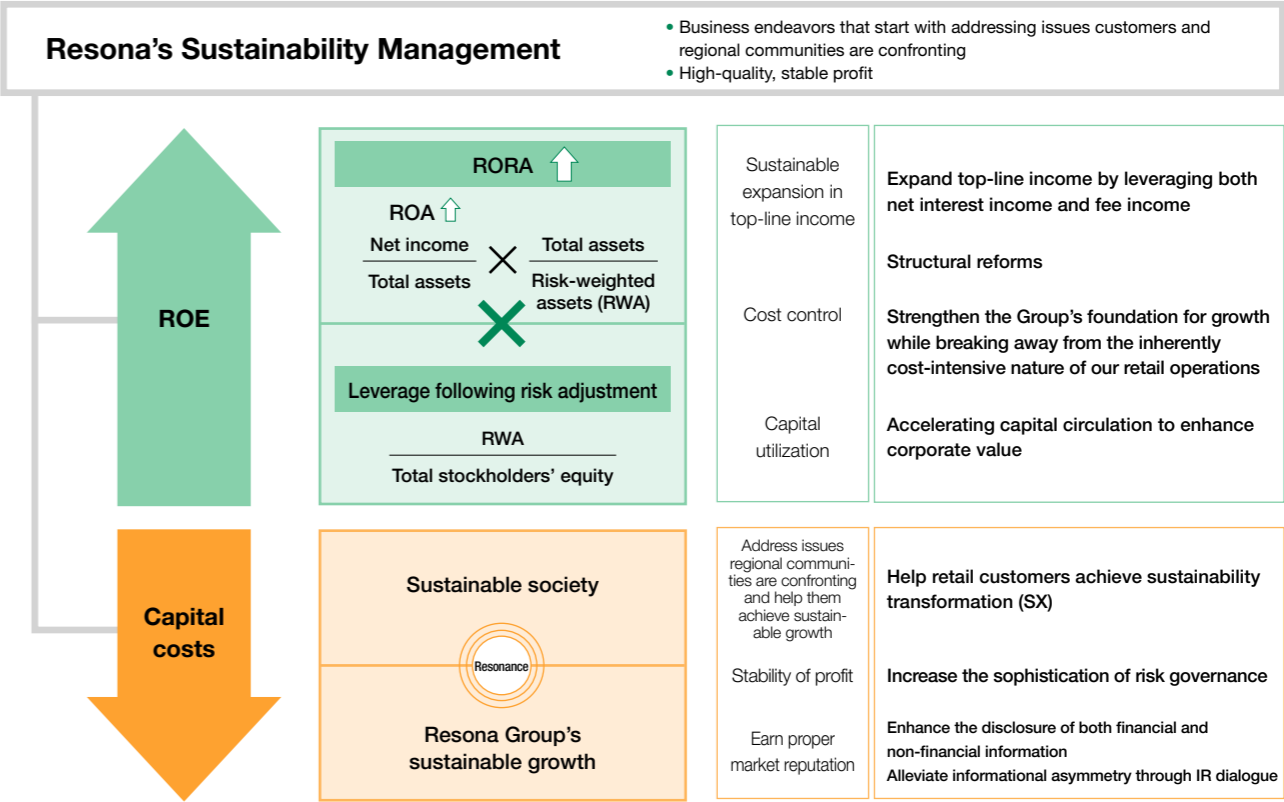 Resona's Sustainability Management
• Business endeavors that start with addressing issues customers and
regional communities are confronting
• High-quality, stable profit
ROE
RORA
ROA
Net income
Total assets
Total assets
Risk-weighted
assets (RWA)
Leverage following risk adjustment
RWA
Total stockholders' equity
Sustainable
expansion in
top-line income
Expand top-line income by leveraging both
net interest income and fee income
Structural reforms
Cost control
Strengthen the Group's foundation for growth
while breaking away from the inherently
cost-intensive nature of our retail operations
Capital
utilization
Accelerating capital circulation to enhance
corporate value
Capital
costs
Sustainable society
Resonance
Resona Group's
sustainable growth
Address issues
regional communi-
ties are confronting
and help them
achieve sustain-
able growth
Help retail customers achieve sustainability
transformation (SX)
Stability of profit
Increase the sophistication of risk governance
Earn proper
market reputation
Enhance the disclosure of both financial and
non-financial information
Alleviate informational asymmetry through IR dialogue